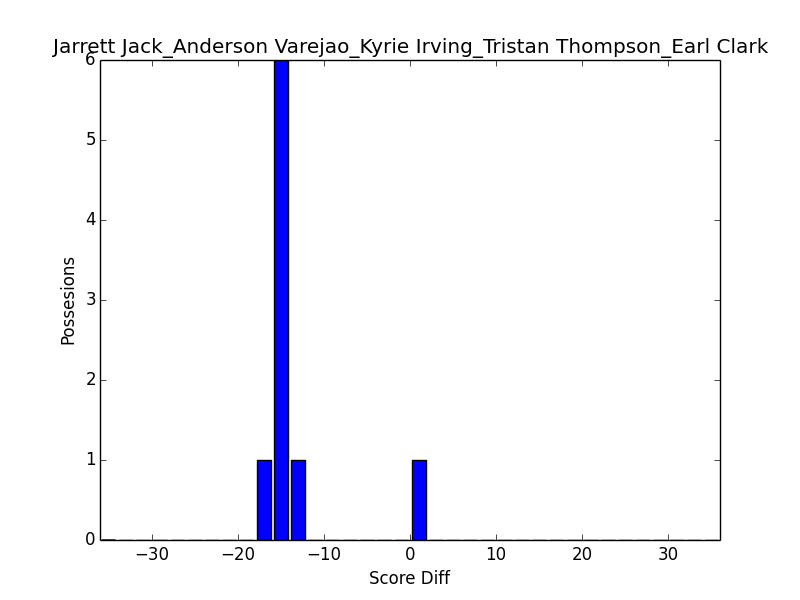 Jarrett Jack_Anderson Varejao_Kyrie Irving_Tristan Thompson_Earl Clark
6
5
4
3
2
1
0
Possesions
−30 −20 −10 0 10 20 30
Score Diff